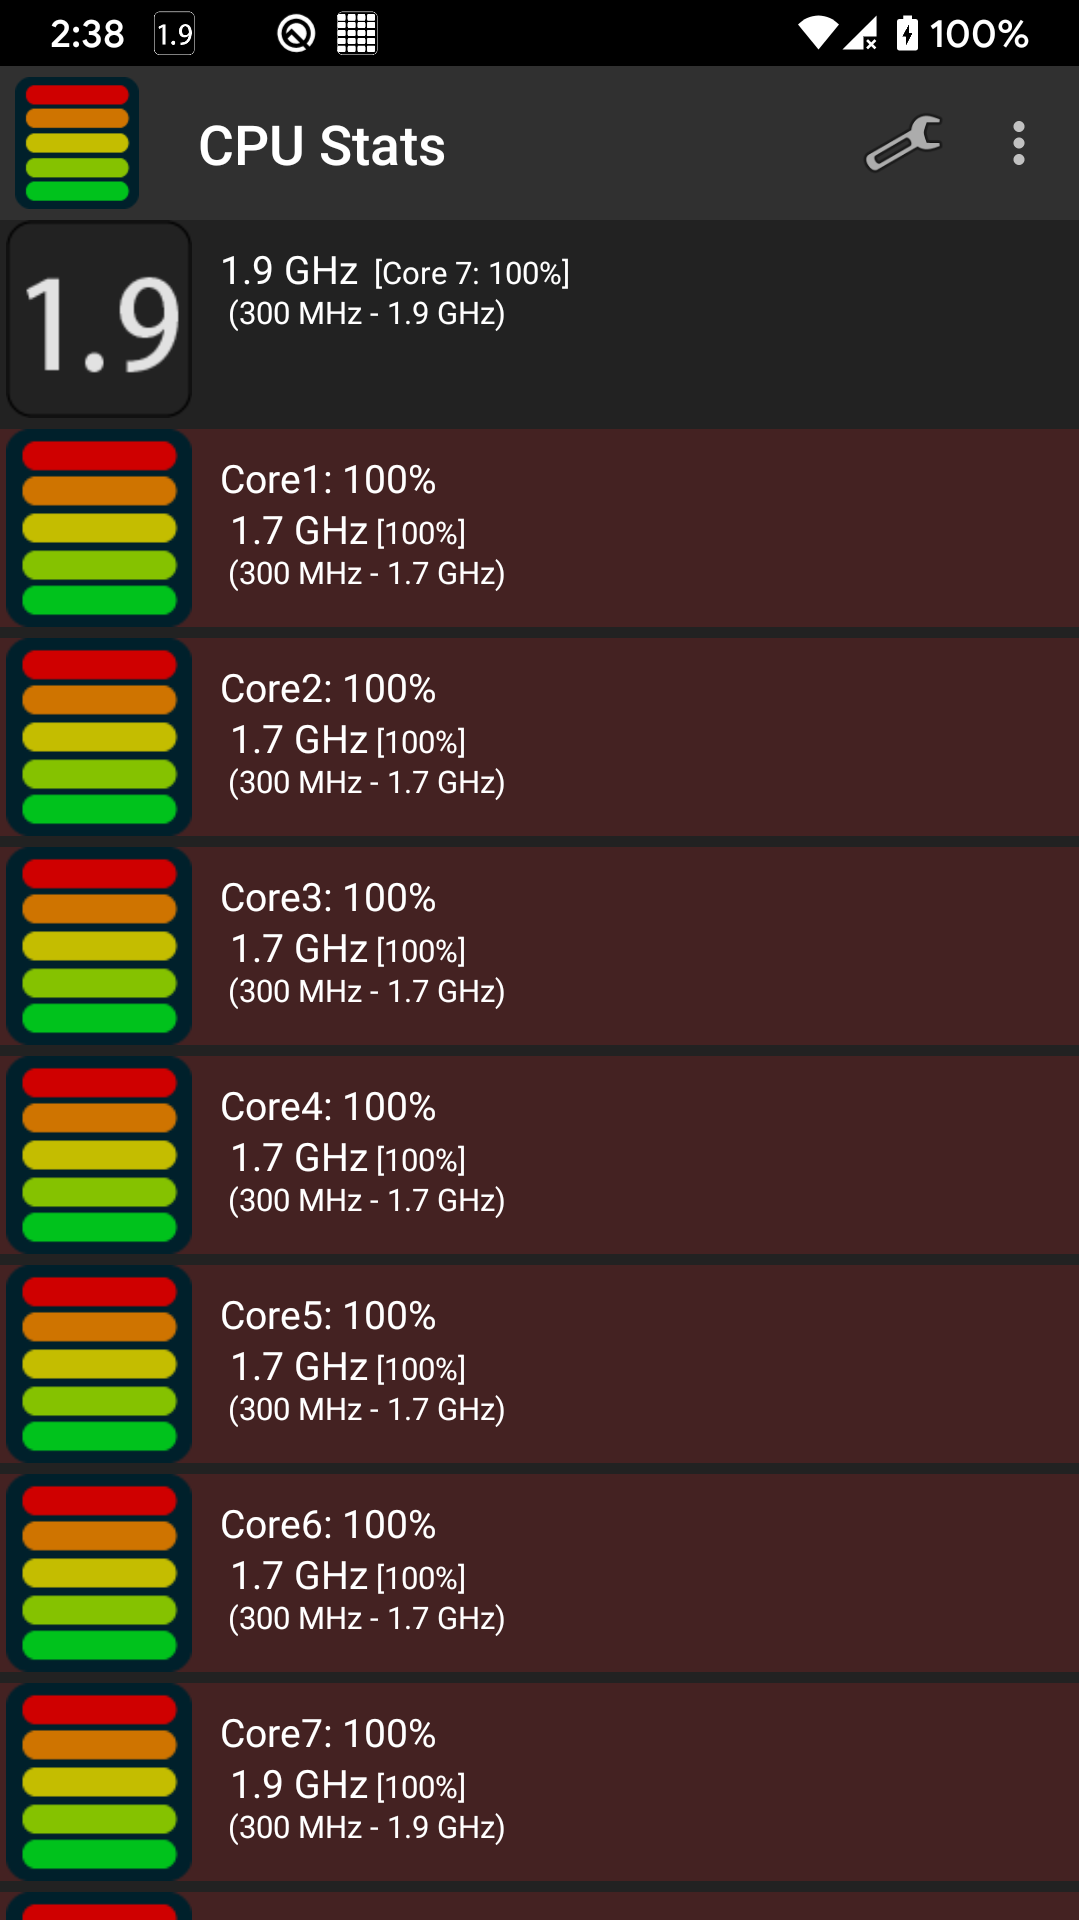 2:38 1.9 100%
CPU Stats
1.9
1.9 GHz [Core 7: 100%]
(300 MHz - 1.9 GHz)
Core1: 100%
1.7 GHz [100%]
(300 MHz - 1.7 GHz)
Core2: 100%
1.7 GHz [100%]
(300 MHz - 1.7 GHz)
Core3: 100%
1.7 GHz [100%]
(300 MHz - 1.7 GHz)
Core4: 100%
1.7 GHz [100%]
(300 MHz - 1.7 GHz)
Core5: 100%
1.7 GHz [100%]
(300 MHz - 1.7 GHz)
Core6: 100%
1.7 GHz [100%]
(300 MHz - 1.7 GHz)
Core7: 100%
1.9 GHz [100%]
(300 MHz - 1.9 GHz)